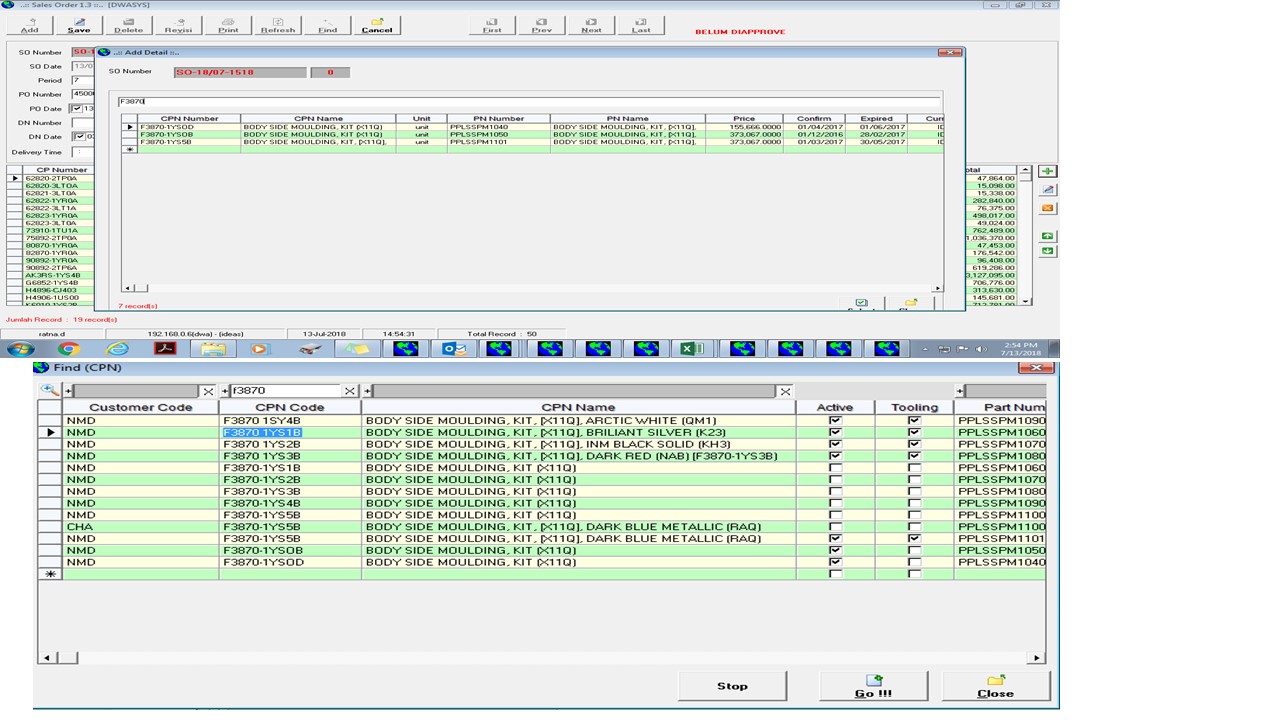 ..:: Sales Order 1.3 ::.. [DWASYS]
Add Save Delete Revisi Print Refresh Find Cancel First Prev Next Last BELUM DIAPPROVE
SO Number SO-1
SO Date 13/0
Period 7
PO Number 4500
PO Date 13
DN Number
DN Date 0
Delivery Time :
..:: Add Detail ::..
SO Number SO-18/07-1518 0
F3870
CPN Number CPN Name Unit PN Number PN Name Price Confirm Expired Curr
F3870-1YSOD BODY SIDE MOULDING, KIT [X11Q] unit PPLSSPM1040 BODY SIDE MOULDING, KIT, [X11Q], 155,666.0000 01/04/2017 01/06/2017 ID
F3870-1YSOB BODY SIDE MOULDING, KIT [X11Q] unit PPLSSPM1050 BODY SIDE MOULDING, KIT, [X11Q], 373,067.0000 01/12/2016 28/02/2017 ID
F3870-1YS5B BODY SIDE MOULDING, KIT, [X11Q], unit PPLSSPM1101 BODY SIDE MOULDING, KIT, [X11Q], 373,067.0000 01/03/2017 30/05/2017 ID
7 record(s)
CP Number otal
62820-2TP0A 47,864.00
62820-3LT0A 15,098.00
62821-3LT0A 15,338.00
62822-1YR0A 282,840.00
62822-3LT1A 76,375.00
62823-1YR0A 498,017.00
62823-3LT0A 49,024.00
73910-1TU1A 762,489.00
75892-2TP0A 1,036,370.00
80870-1YR0A 47,453.00
82870-1YR0A 176,542.00
90892-1YR0A 96,408.00
90892-2TP6A 619,286.00
AK3RS-1YS4B 3,127,095.00
G6852-1YS4B 706,776.00
H4896-CJ403 313,630.00
H4906-1US00 145,681.00
Jumlah Record : 19 record(s)
ratna.d 192.168.0.6(dwa) - (ideas) 13-Jul-2018 14:54:31 Total Record : 50
2:54 PM
7/13/2018
Find (CPN)
f3870
Customer Code CPN Code CPN Name Active Tooling Part Num
NMD F3870 1SY4B BODY SIDE MOULDING, KIT, [X11Q], ARCTIC WHITE (QM1) PPLSSPM1090
NMD F3870 1YS1B BODY SIDE MOULDING, KIT, [X11Q], BRILIANT SILVER (K23) PPLSSPM1060
NMD F3870 1YS2B BODY SIDE MOULDING, KIT, [X11Q], INM BLACK SOLID (KH3) PPLSSPM1070
NMD F3870 1YS3B BODY SIDE MOULDING, KIT, [X11Q], DARK RED (NAB) [F3870-1YS3B) PPLSSPM1080
NMD F3870-1YS1B BODY SIDE MOULDING, KIT [X11Q] PPLSSPM1060
NMD F3870-1YS2B BODY SIDE MOULDING, KIT [X11Q] PPLSSPM1070
NMD F3870-1YS3B BODY SIDE MOULDING, KIT [X11Q] PPLSSPM1080
NMD F3870-1YS4B BODY SIDE MOULDING, KIT [X11Q] PPLSSPM1090
NMD F3870-1YS5B BODY SIDE MOULDING, KIT [X11Q] PPLSSPM1100
CHA F3870-1YS5B BODY SIDE MOULDING, KIT, [X11Q], DARK BLUE METALLIC (RAQ) PPLSSPM1100
NMD F3870-1YS5B BODY SIDE MOULDING, KIT, [X11Q], DARK BLUE METALLIC (RAQ) PPLSSPM1101
NMD F3870-1YSOB BODY SIDE MOULDING, KIT [X11Q] PPLSSPM1050
NMD F3870-1YSOD BODY SIDE MOULDING, KIT [X11Q] PPLSSPM1040
Stop Go !!! Close